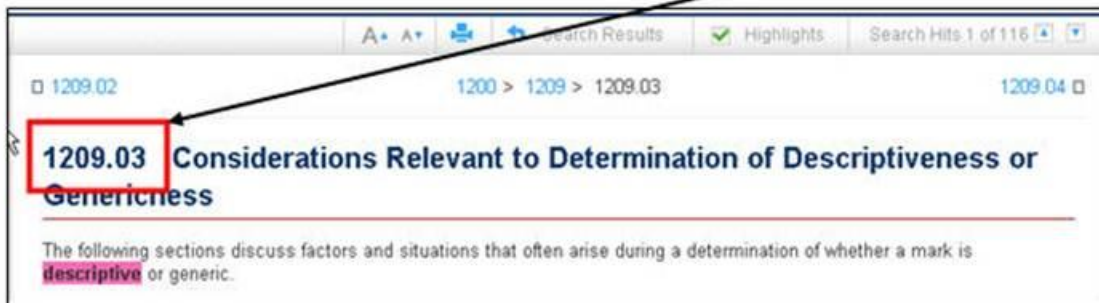 A+ A▾ Search Results Highlights Search Hits 1 of 116
1209.02 1200 > 1209 > 1209.03 1209.04
1209.03 Considerations Relevant to Determination of Descriptiveness or
Genericness
The following sections discuss factors and situations that often arise during a determination of whether a mark is
descriptive or generic.